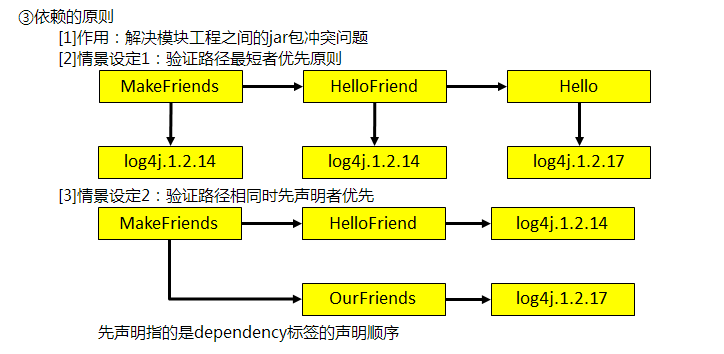 ③依赖的原则
[1]作用：解决模块工程之间的jar包冲突问题
[2]情景设定1：验证路径最短者优先原则
MakeFriends HelloFriend Hello
log4j.1.2.14 log4j.1.2.14 log4j.1.2.17
[3]情景设定2：验证路径相同时先声明者优先
MakeFriends HelloFriend log4j.1.2.14
OurFriends log4j.1.2.17
先声明指的是dependency标签的声明顺序